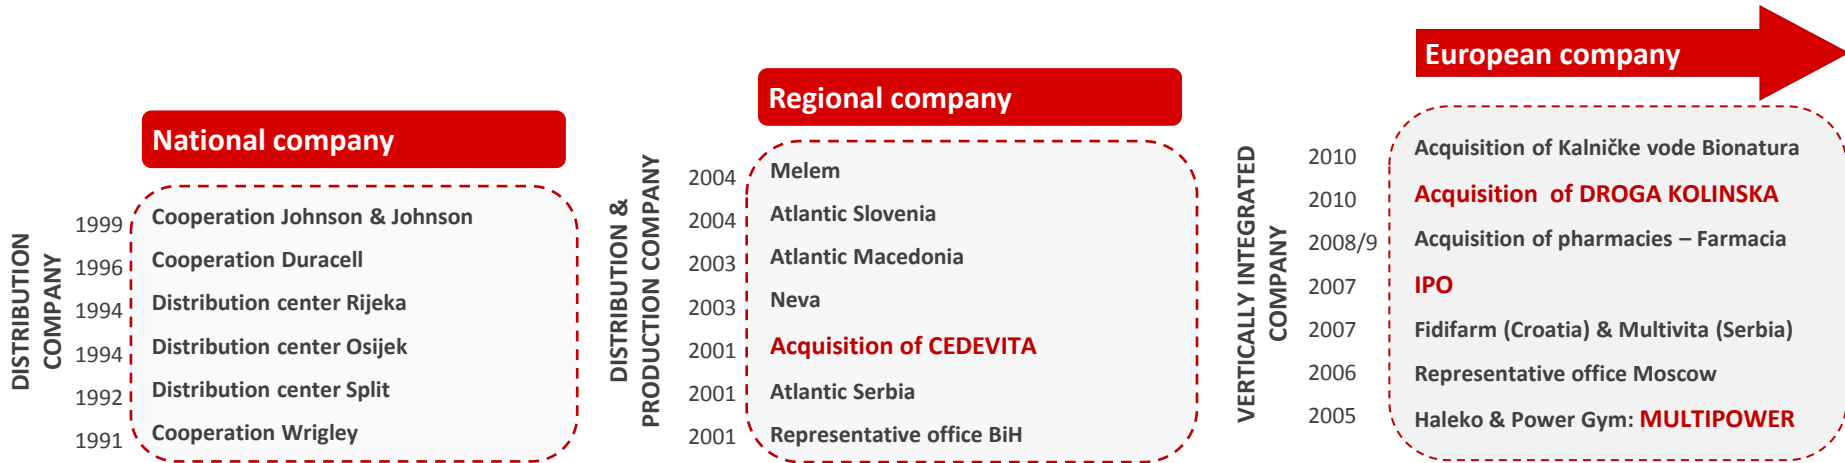 National company
DISTRIBUTION
COMPANY
1999 Cooperation Johnson & Johnson
1996 Cooperation Duracell
1994 Distribution center Rijeka
1994 Distribution center Osijek
1992 Distribution center Split
1991 Cooperation Wrigley
Regional company
DISTRIBUTION &
PRODUCTION COMPANY
2004 Melem
2004 Atlantic Slovenia
2003 Atlantic Macedonia
2003 Neva
2001 Acquisition of CEDEVITA
2001 Atlantic Serbia
2001 Representative office BiH
European company
VERTICALLY INTEGRATED
COMPANY
2010 Acquisition of Kalničke vode Bionatura
2010 Acquisition of DROGA KOLINSKA
2008/9 Acquisition of pharmacies – Farmacia
2007 IPO
2007 Fidifarm (Croatia) & Multivita (Serbia)
2006 Representative office Moscow
2005 Haleko & Power Gym: MULTIPOWER